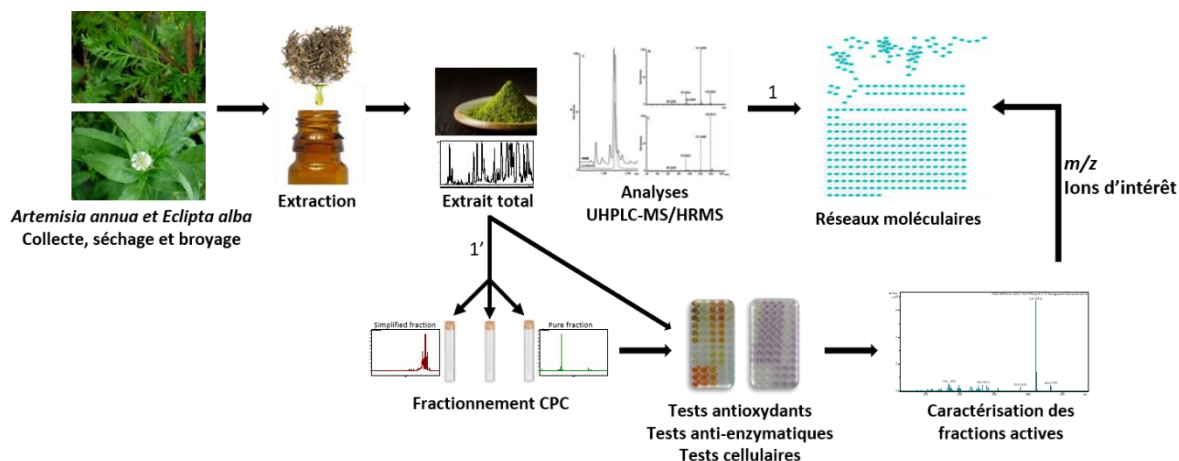 Artemisia annua et Eclipta alba
Collecte, séchage et broyage
Extraction
Extrait total
Analyses
UHPLC-MS/HRMS
1
Réseaux moléculaires
m/z
Ions d'intérêt
1'
Simplified fraction
Pure fraction
Fractionnement CPC
Tests antioxydants
Tests anti-enzymatiques
Tests cellulaires
Caractérisation des
fractions actives